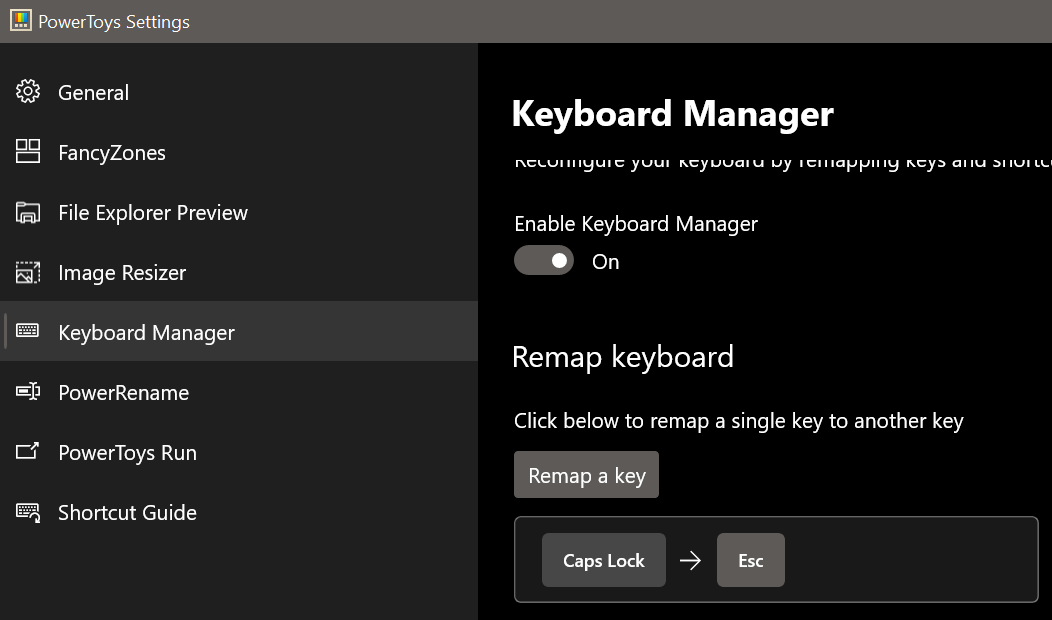 PowerToys Settings
General
FancyZones
File Explorer Preview
Image Resizer
Keyboard Manager
PowerRename
PowerToys Run
Shortcut Guide
Keyboard Manager
Reconfigure your keyboard by remapping keys and
Enable Keyboard Manager
On
Remap keyboard
Click below to remap a single key to another key
Remap a key
Caps Lock → Esc